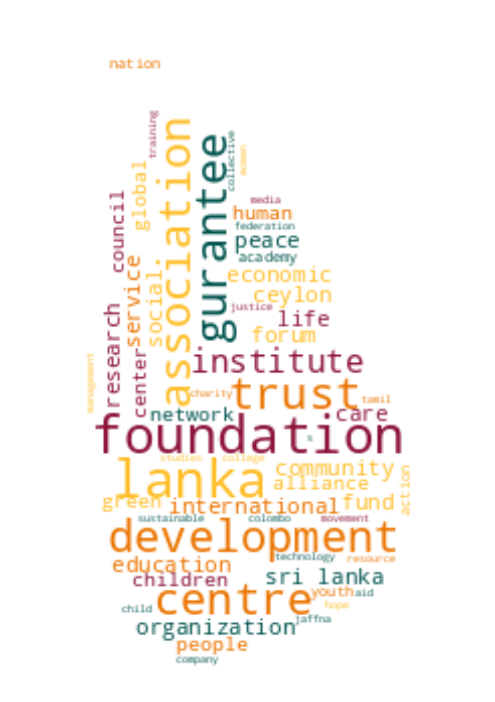 nation
training
association
gurantee
collective
women
global
council
media
human
federation
peace
academy
service
social
economic
ceylon
justice
life
research
forum
center
institute
management
charity
trust
tamil
network
care
foundation
s
studies
college
lanka
community
alliance
action
green
international
fund
sustainable
colombo
movement
development
technology
resource
education
children
sri lanka
centre
youth
aid
child
hope
organization
jaffna
people
company